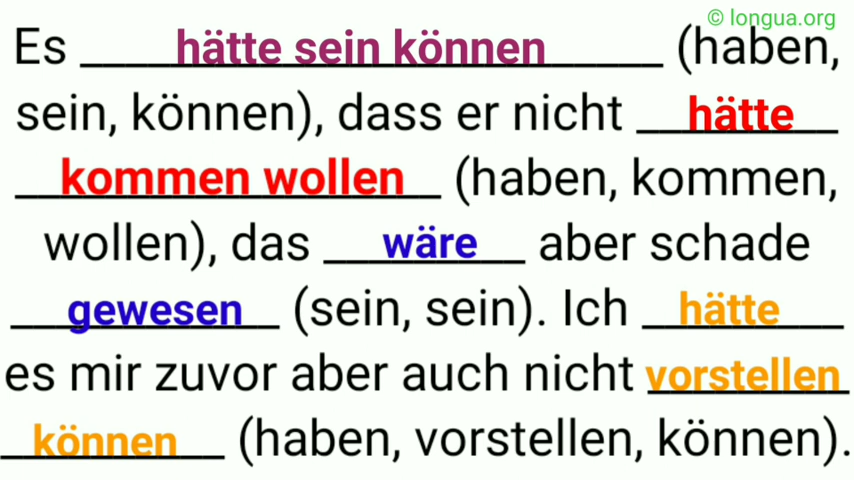 © longua.org
Es hätte sein können (haben,
sein, können), dass er nicht hätte
kommen wollen (haben, kommen,
wollen), das wäre aber schade
gewesen (sein, sein). Ich hätte
es mir zuvor aber auch nicht vorstellen
können (haben, vorstellen, können).